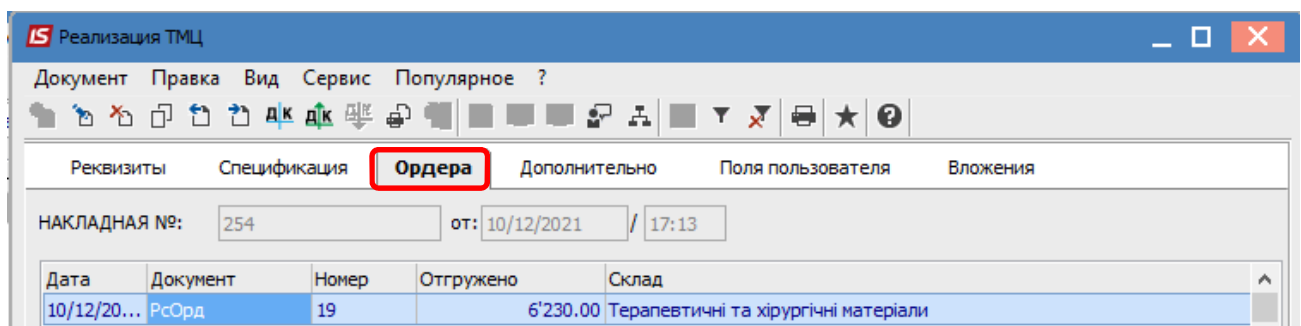 IS Реализация ТМЦ
Документ Правка Вид Сервис Популярное ?
Д К Д К Д К
Реквизиты Спецификация Ордера Дополнительно Поля пользователя Вложения
НАКЛАДНАЯ №: 254 от: 10/12/2021 / 17:13
Дата Документ Номер Отгружено Склад
10/12/20... РсОрд 19 6'230.00 Терапевтичні та хірургічні матеріали